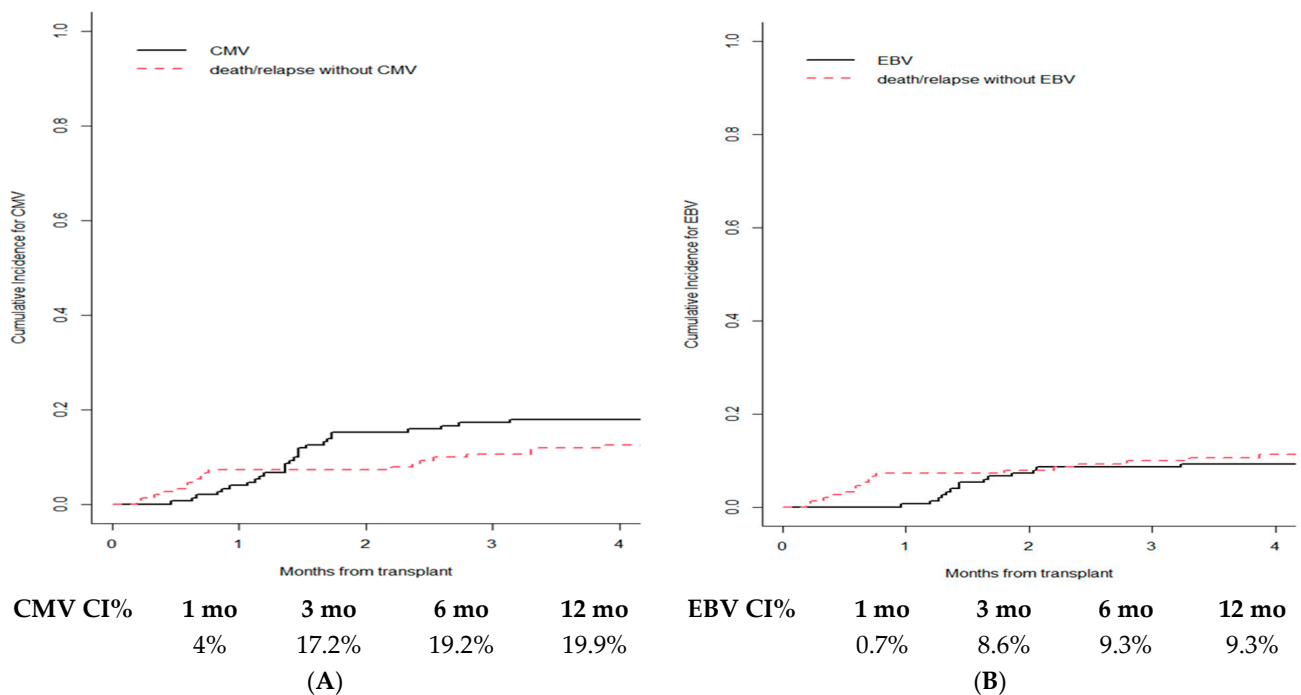 CMV
death/relapse without CMV
Cumulative Incidence for CMV
1.0
0.8
0.6
0.4
0.2
0.0
0 1 2 3 4
Months from transplant
CMV CI% 1 mo 3 mo 6 mo 12 mo
4% 17.2% 19.2% 19.9%
(A)
EBV
death/relapse without EBV
Cumulative Incidence for EBV
1.0
0.8
0.6
0.4
0.2
0.0
0 1 2 3 4
Months from transplant
EBV CI% 1 mo 3 mo 6 mo 12 mo
0.7% 8.6% 9.3% 9.3%
(B)